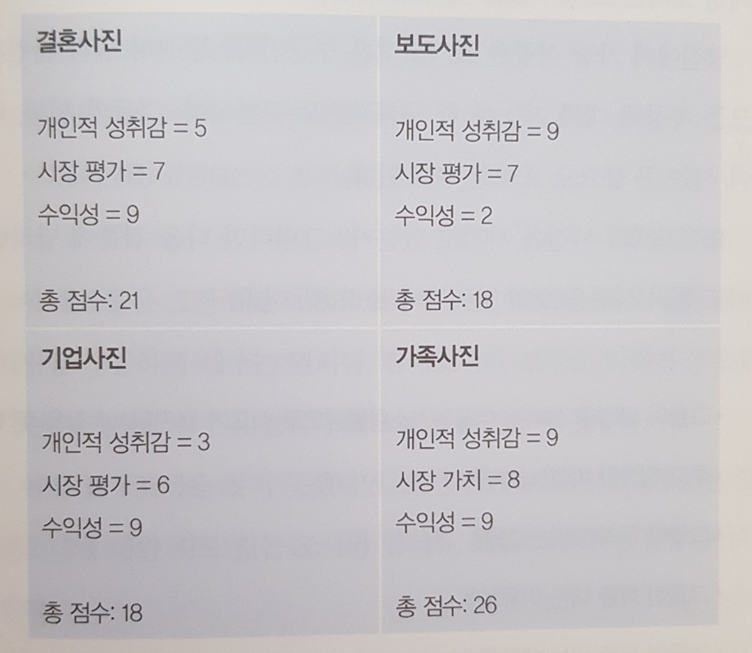 결혼사진
개인적 성취감 = 5
시장 평가 = 7
수익성 = 9
총 점수: 21
보도사진
개인적 성취감 = 9
시장 평가 = 7
수익성 = 2
총 점수: 18
기업사진
개인적 성취감 = 3
시장 평가 = 6
수익성 = 9
총 점수: 18
가족사진
개인적 성취감 = 9
시장 가치 = 8
수익성 = 9
총 점수: 26